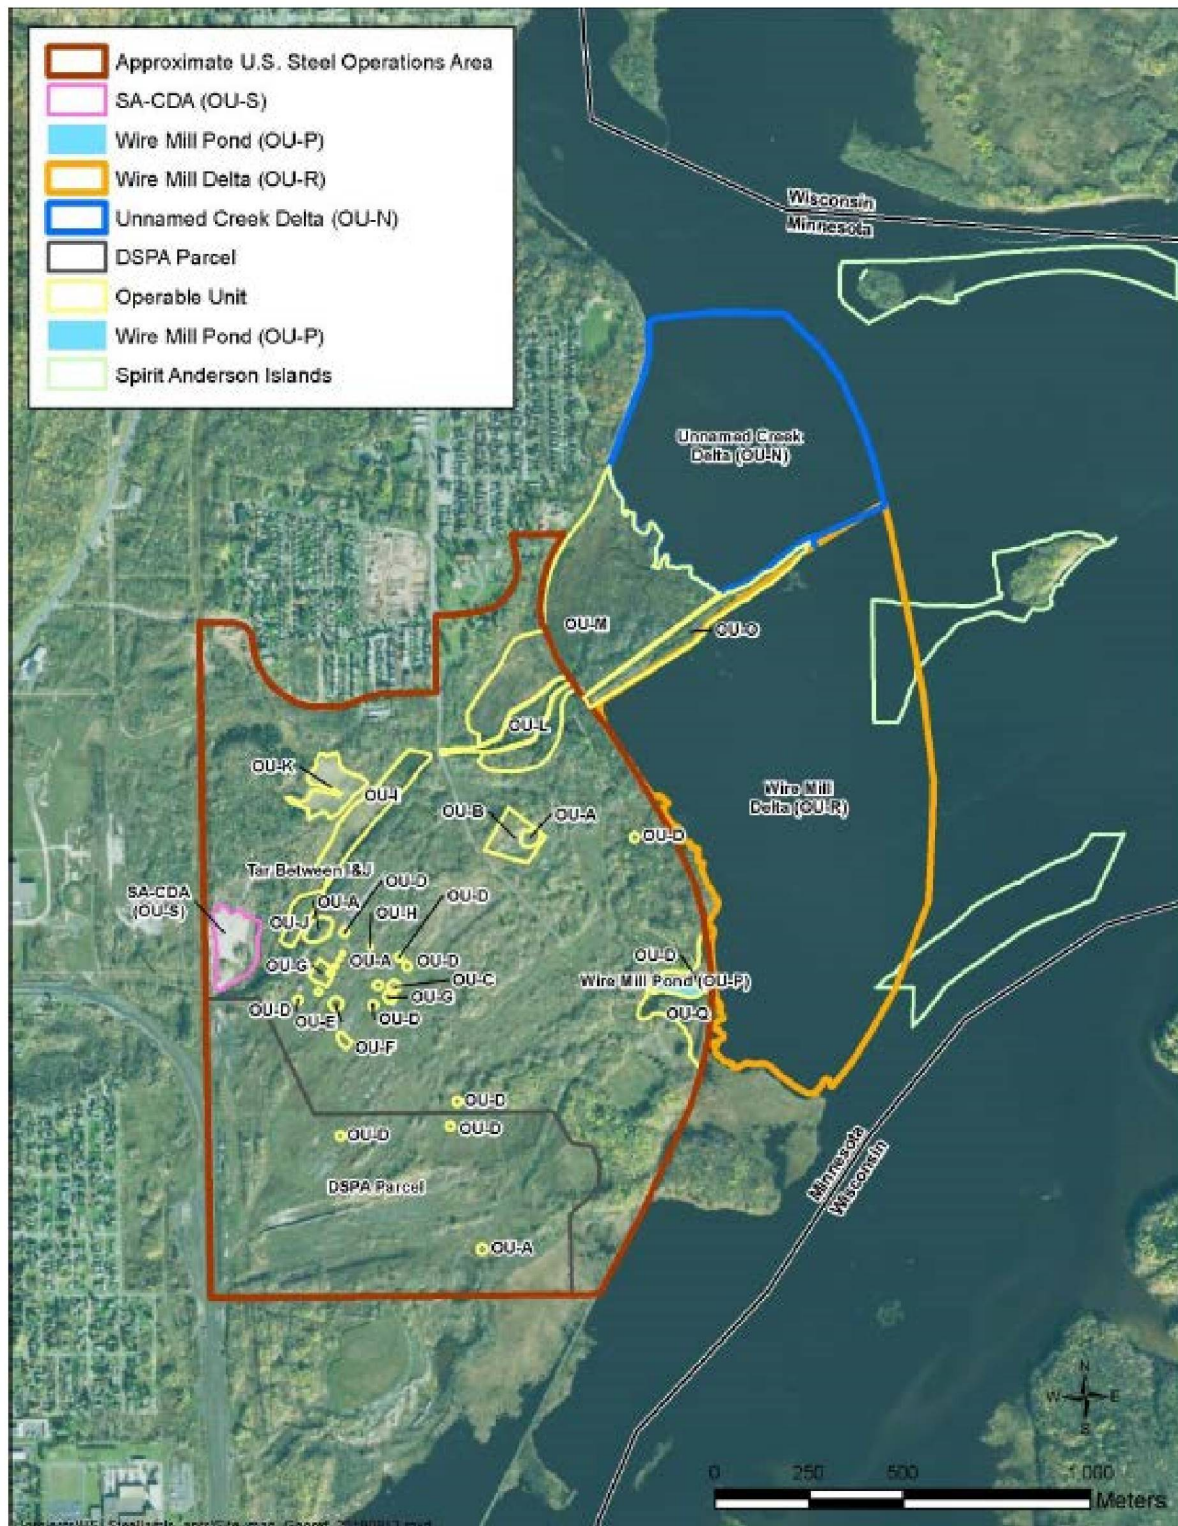 Approximate U.S. Steel Operations Area
SA-CDA (OU-S)
Wire Mill Pond (OU-P)
Wire Mill Delta (OU-R)
Unnamed Creek Delta (OU-N)
DSPA Parcel
Operable Unit
Wire Mill Pond (OU-P)
Spirit Anderson Islands
Wisconsin
Minnesota
Unnamed Creek
Delta (OU-N)
OU-M
OU-O
OU-L
OU-K
OU-I
Wire Mill
Delta (OU-R)
OU-B
OU-A
OU-D
Tar Between I&J
SA-CDA
(OU-S)
OU-A
OU-D
OU-D
OU-J
OU-H
OU-G
OU-A
OU-D
OU-C
OU-G
OU-D
OU-E
OU-D
OU-F
OU-D
Wire Mill Pond (OU-P)
OU-Q
OU-D
OU-D
OU-D
DSPA Parcel
Minnesota
Wisconsin
OU-A
N
W E
S
0 250 500 1,000
Meters